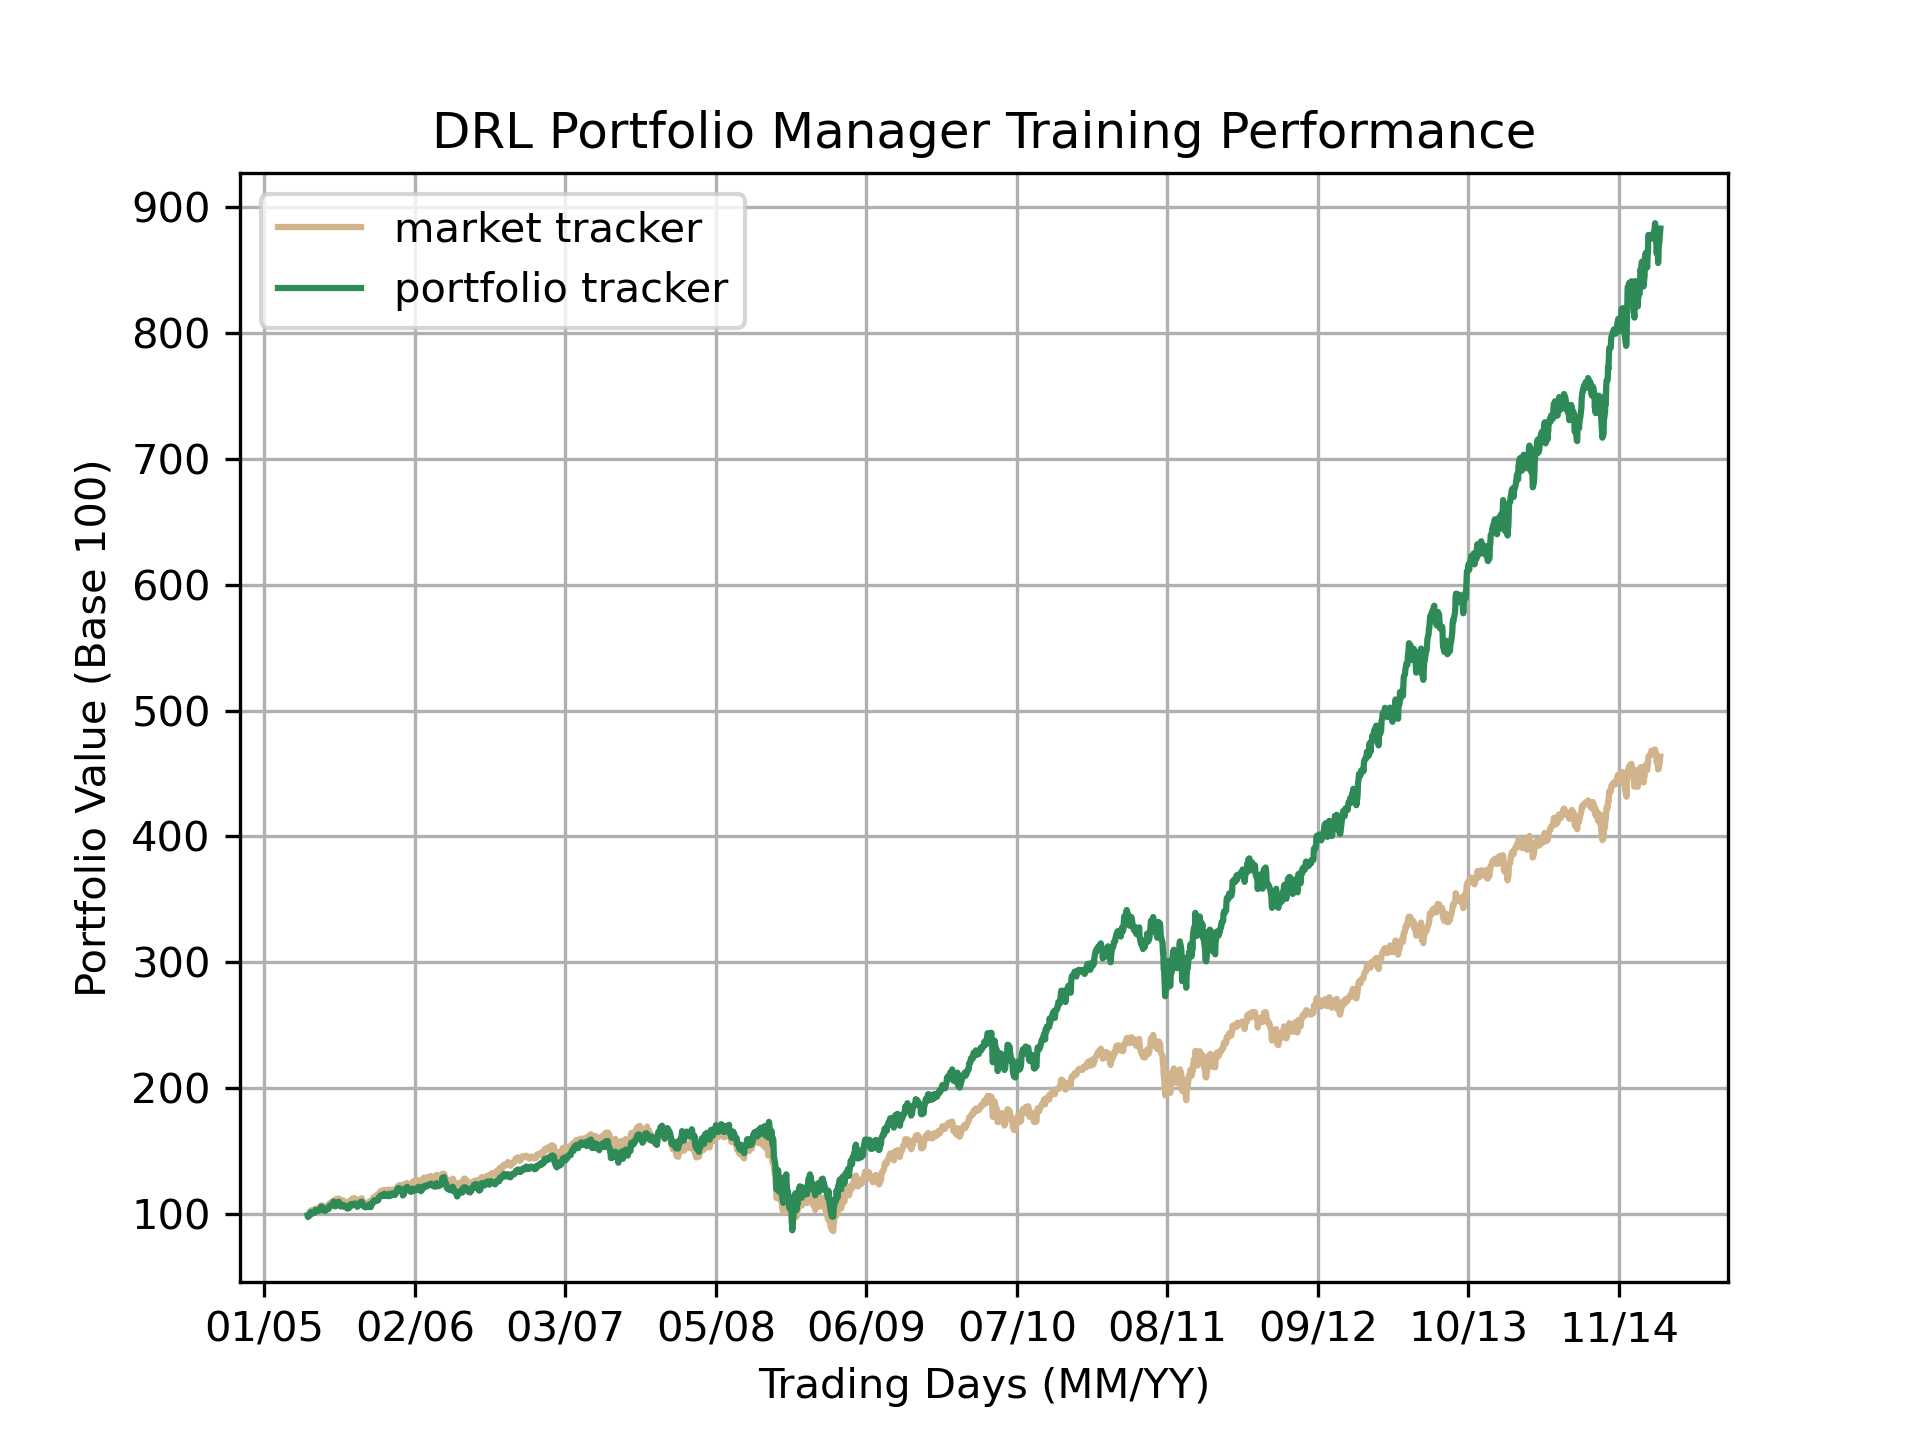 DRL Portfolio Manager Training Performance
market tracker
portfolio tracker
Portfolio Value (Base 100)
900
800
700
600
500
400
300
200
100
01/05 02/06 03/07 05/08 06/09 07/10 08/11 09/12 10/13 11/14
Trading Days (MM/YY)